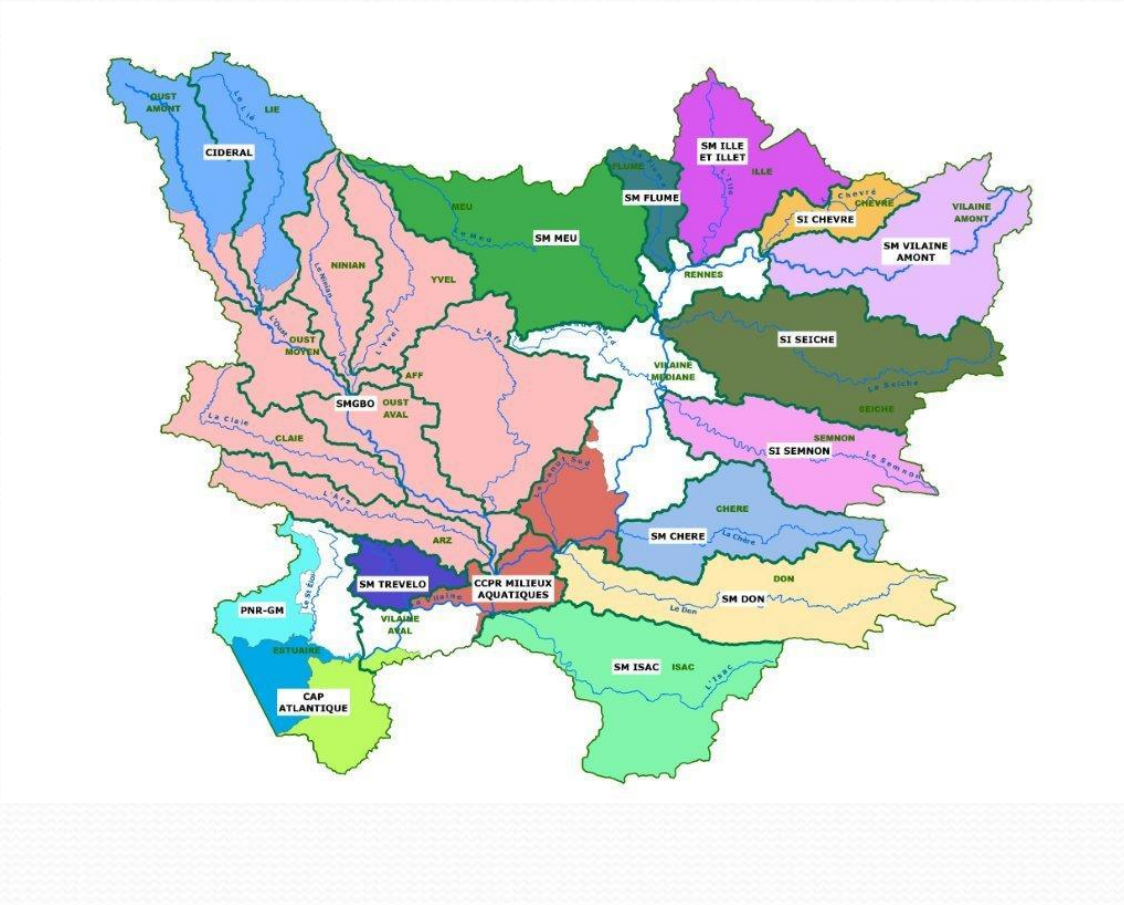 OUST
AMONT
Le Lié
LIE
CIDERAL
SM ILLE
ET ILLET
ILLE
L'Ille
FLUME
La Flume
SM FLUME
Chevré
CHEVRE
SI CHEVRE
VILAINE
AMONT
SM VILAINE
AMONT
MEU
Le Meu
SM MEU
RENNES
NINIAN
Le Ninian
YVEL
L'Yvel
L'Oust
OUST
MOYEN
L'Aff
AFF
SI SEICHE
La Seiche
SEICHE
VILAINE
MEDIANE
SMGBO
OUST
AVAL
La Claie
CLAIE
SEMNON
SI SEMNON
Le Semnon
L'Arz
ARZ
CHERE
SM CHERE
La Chère
SM TREVELO
CCPR MILIEUX
AQUATIQUES
DON
SM DON
Le Don
PNR-GM
VILAINE
AVAL
ESTUAIRE
SM ISAC
ISAC
L'Isac
CAP
ATLANTIQUE